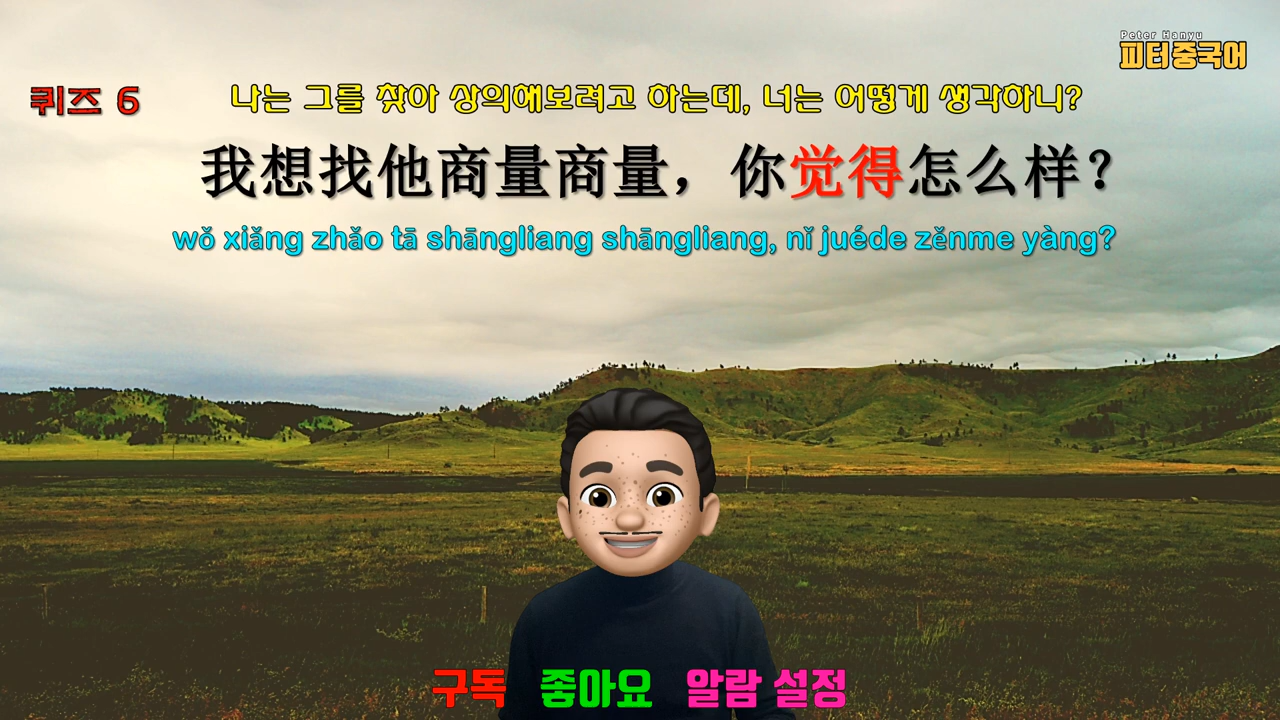 Peter Hanyu
피터중국어
퀴즈 6
나는 그를 찾아 상의해보려고 하는데, 너는 어떻게 생각하니?
我想找他商量商量，你觉得怎么样？
wǒ xiǎng zhǎo tā shāngliang shāngliang, nǐ juéde zěnme yàng?
구독 좋아요 알람 설정